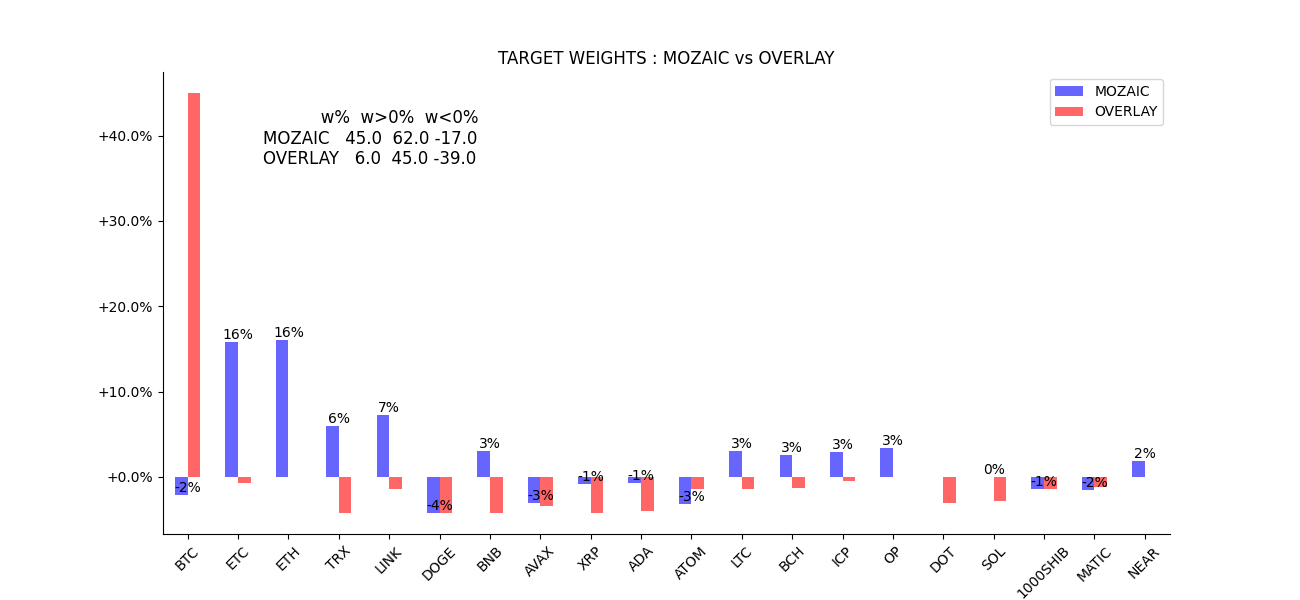 TARGET WEIGHTS : MOZAIC vs OVERLAY
MOZAIC
OVERLAY
w% w>0% w<0%
MOZAIC 45.0 62.0 -17.0
OVERLAY 6.0 45.0 -39.0
+40.0%
+30.0%
+20.0%
+10.0%
+0.0%
-2% 16% 16% 6% 7% -4% 3% -3% -1% -1% -3% 3% 3% 3% 3% 0% -1% -2% 2%
BTC ETC ETH TRX LINK DOGE BNB AVAX XRP ADA ATOM LTC BCH ICP OP DOT SOL 1000SHIB MATIC NEAR